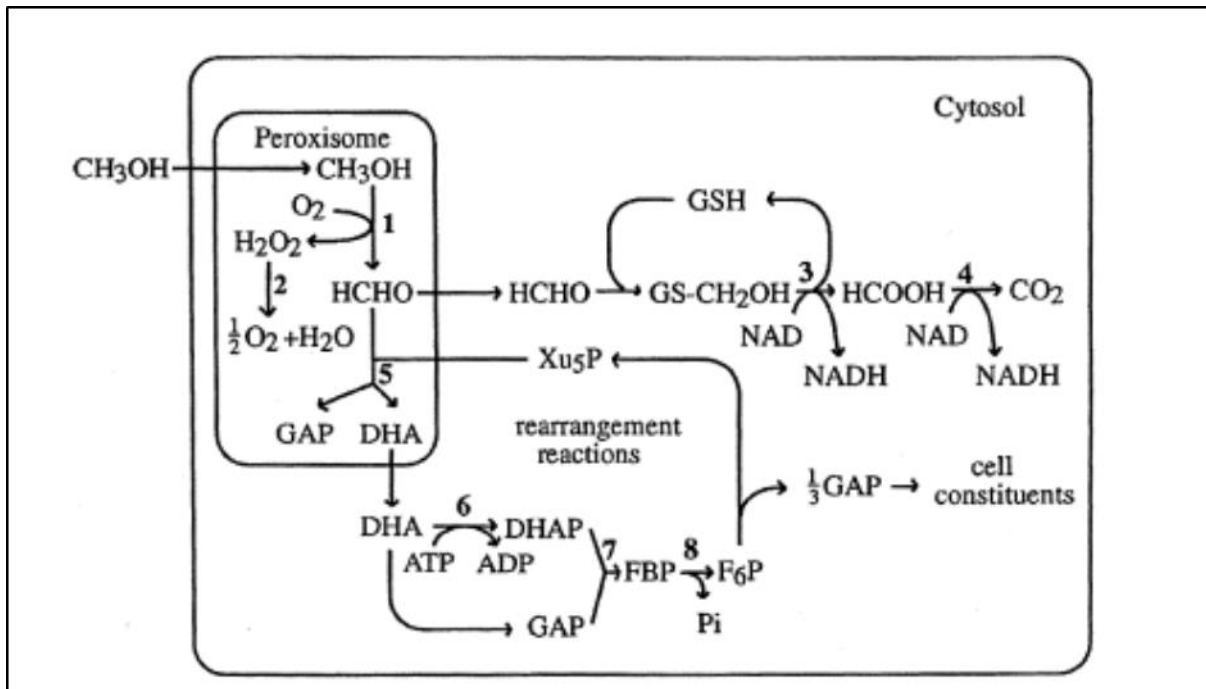 Cytosol
Peroxisome
CH₃OH
CH₃OH
GSH
O₂
1
H₂O₂
2
3
4
HCHO
HCHO
GS-CH₂OH
HCOOH
CO₂
NAD
NAD
½O₂+H₂O
Xu₅P
NADH
NADH
5
GAP
DHA
rearrangement
reactions
⅓GAP
cell
constituents
6
DHA
DHAP
7
8
ATP
ADP
FBP
F₆P
GAP
Pi